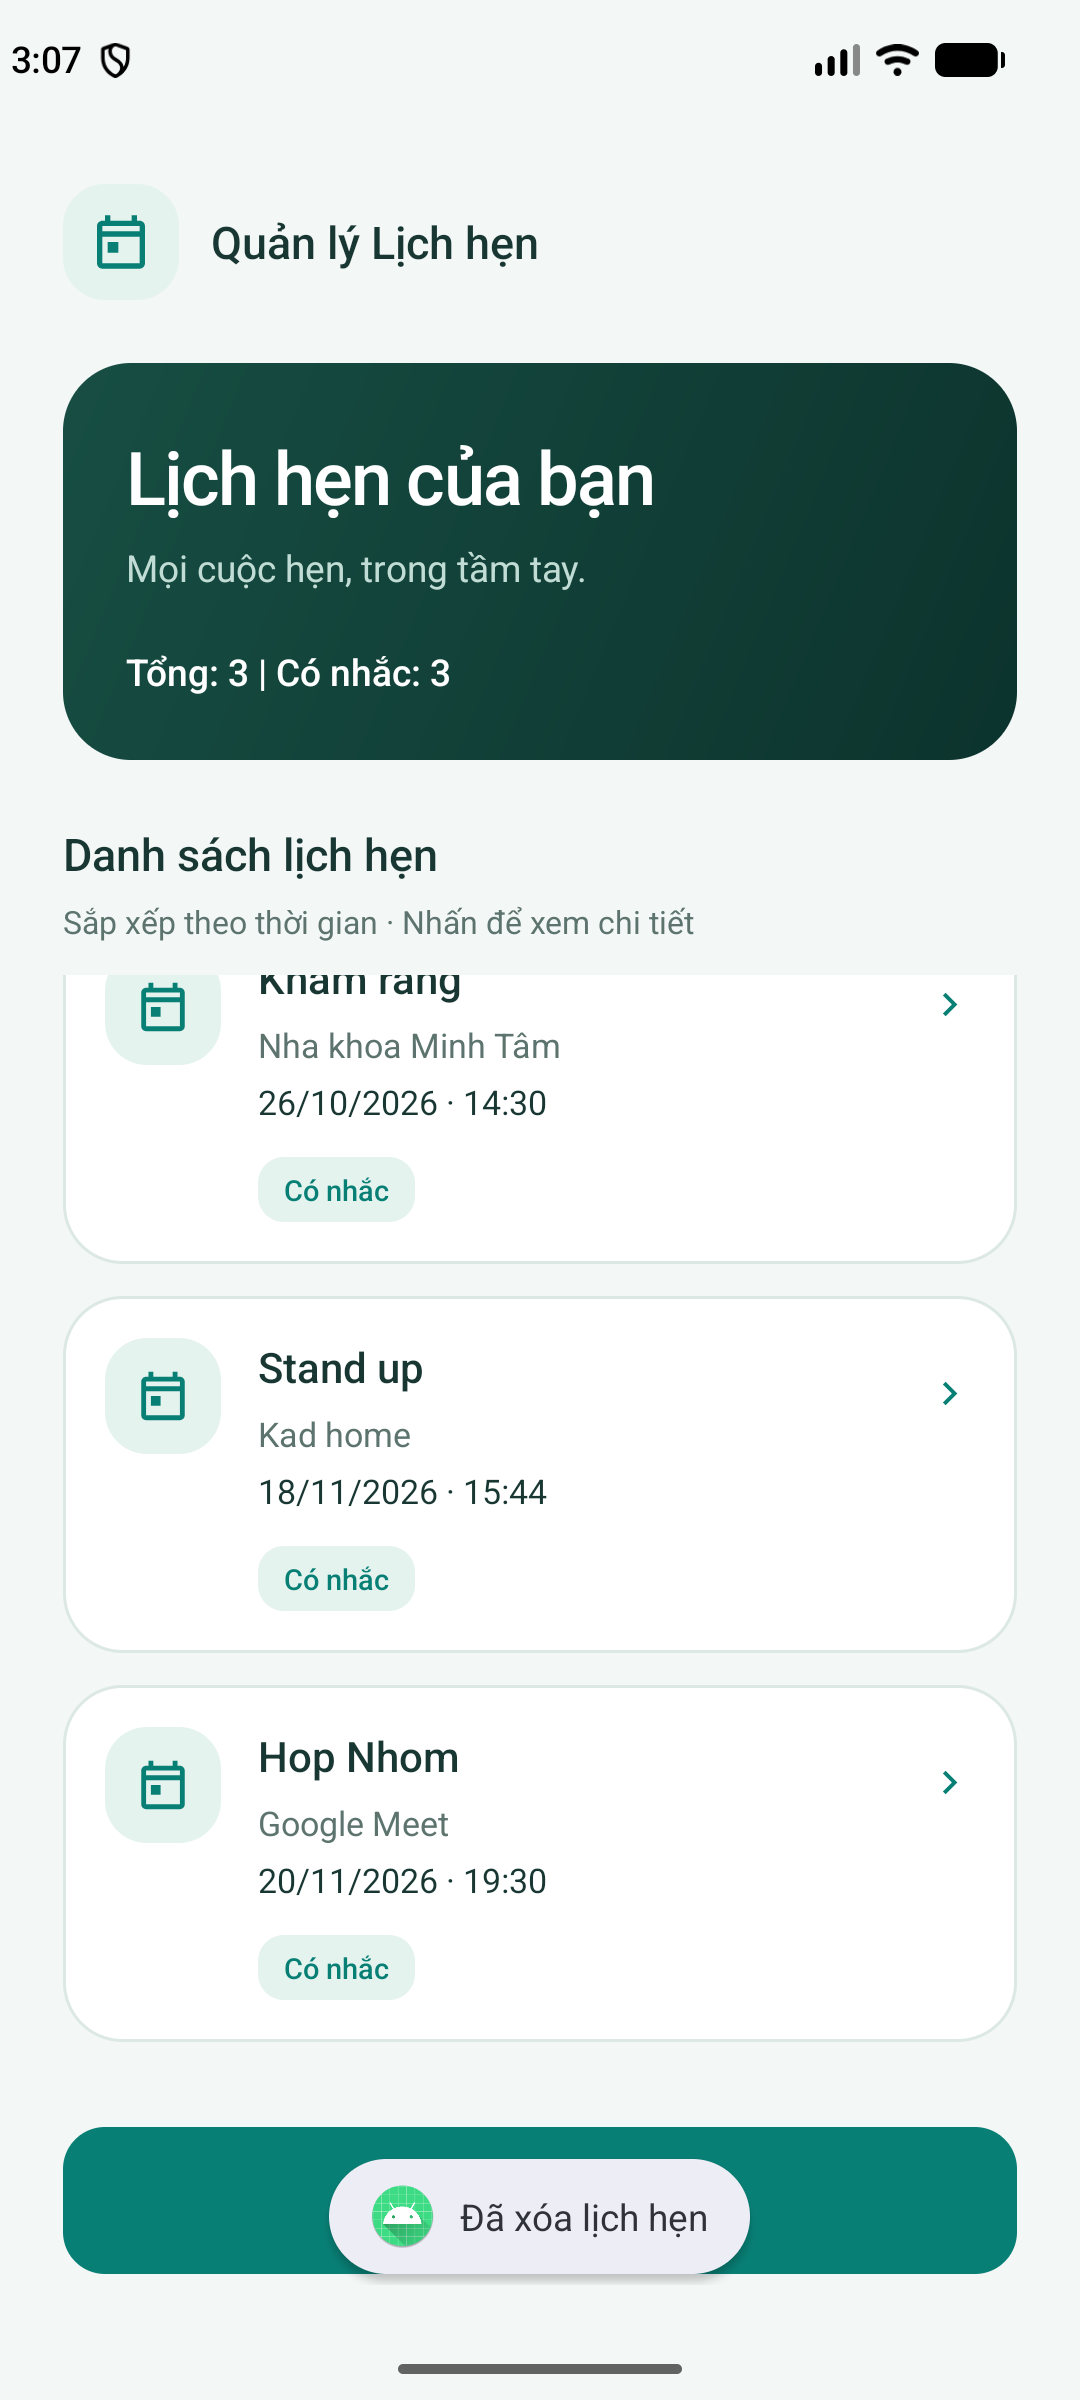 3:07
Quản lý Lịch hẹn
Lịch hẹn của bạn
Mọi cuộc hẹn, trong tầm tay.
Tổng: 3 | Có nhắc: 3
Danh sách lịch hẹn
Sắp xếp theo thời gian · Nhấn để xem chi tiết
Khám răng
Nha khoa Minh Tâm
26/10/2026 · 14:30
Có nhắc
Stand up
Kad home
18/11/2026 · 15:44
Có nhắc
Hop Nhom
Google Meet
20/11/2026 · 19:30
Có nhắc
Đã xóa lịch hẹn